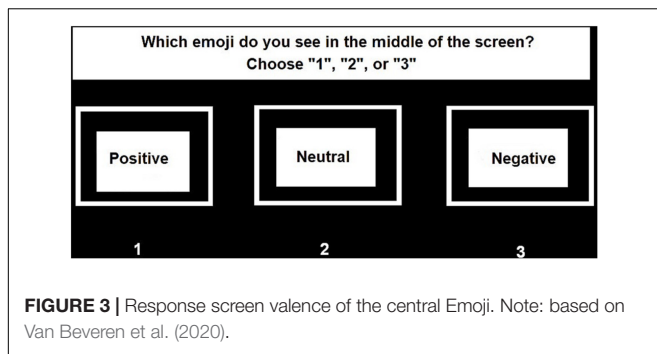 Which emoji do you see in the middle of the screen?
Choose "1", "2", or "3"
Positive Neutral Negative
1 2 3
FIGURE 3 | Response screen valence of the central Emoji. Note: based on
Van Beveren et al. (2020).